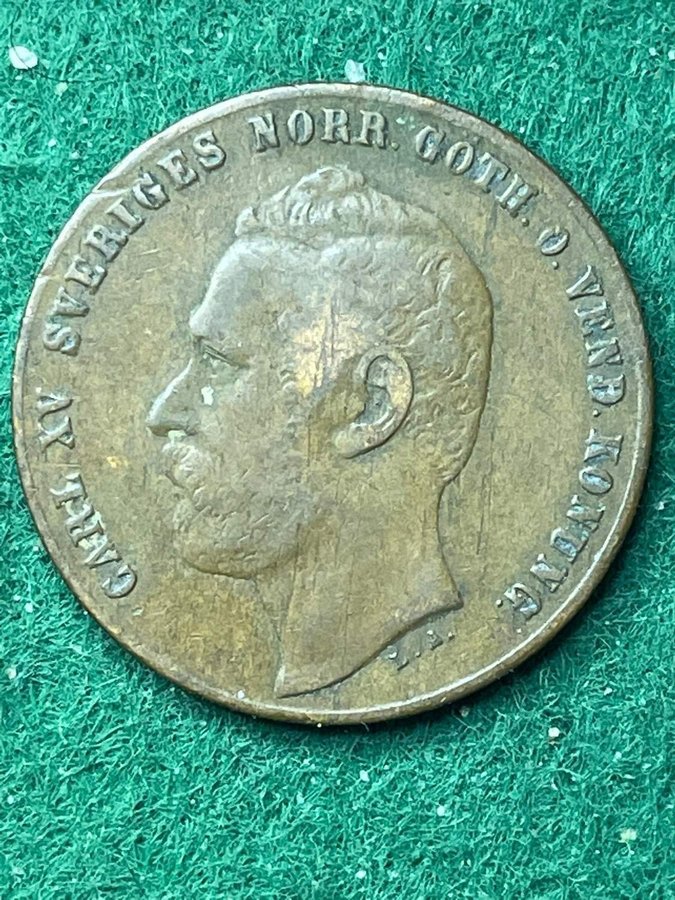 CARL XV SVERIGES NORR. GOTH. O. VEND. KONUNG.
L. A.